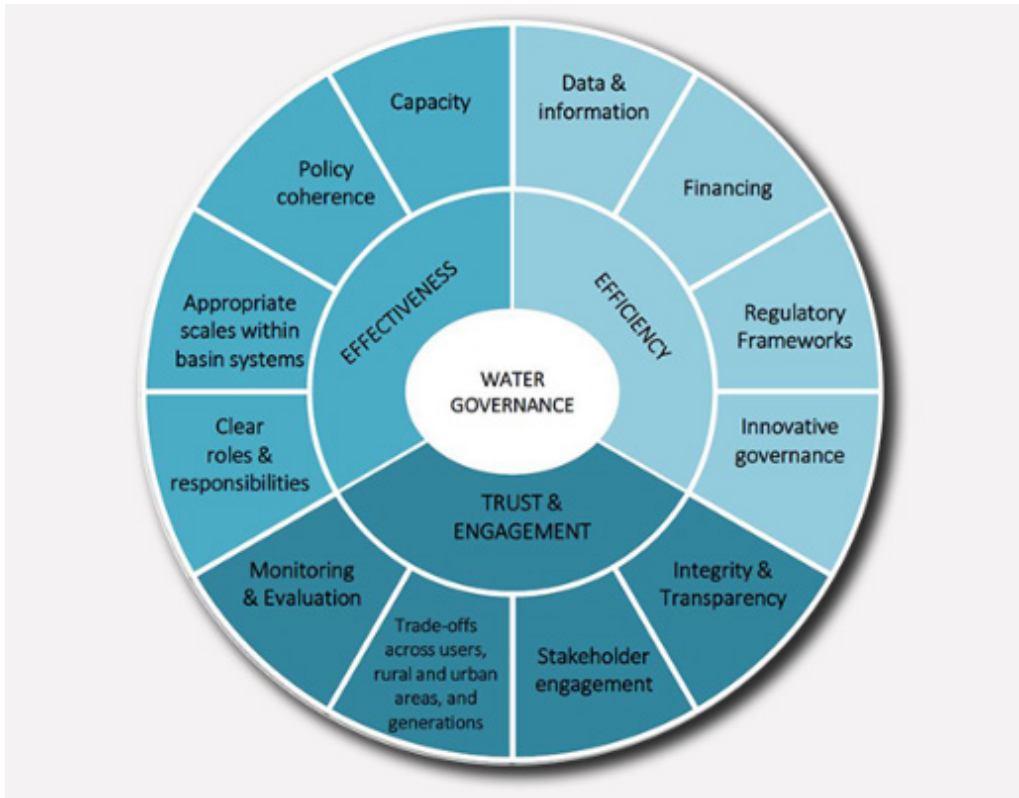 Capacity
Data &
information
Policy
coherence
Financing
Appropriate
scales within
basin systems
EFFECTIVENESS
EFFICIENCY
Regulatory
Frameworks
WATER
GOVERNANCE
Clear
roles &
responsibilities
Innovative
governance
TRUST &
ENGAGEMENT
Monitoring
& Evaluation
Integrity &
Transparency
Trade-offs
across users,
rural and urban
areas, and
generations
Stakeholder
engagement